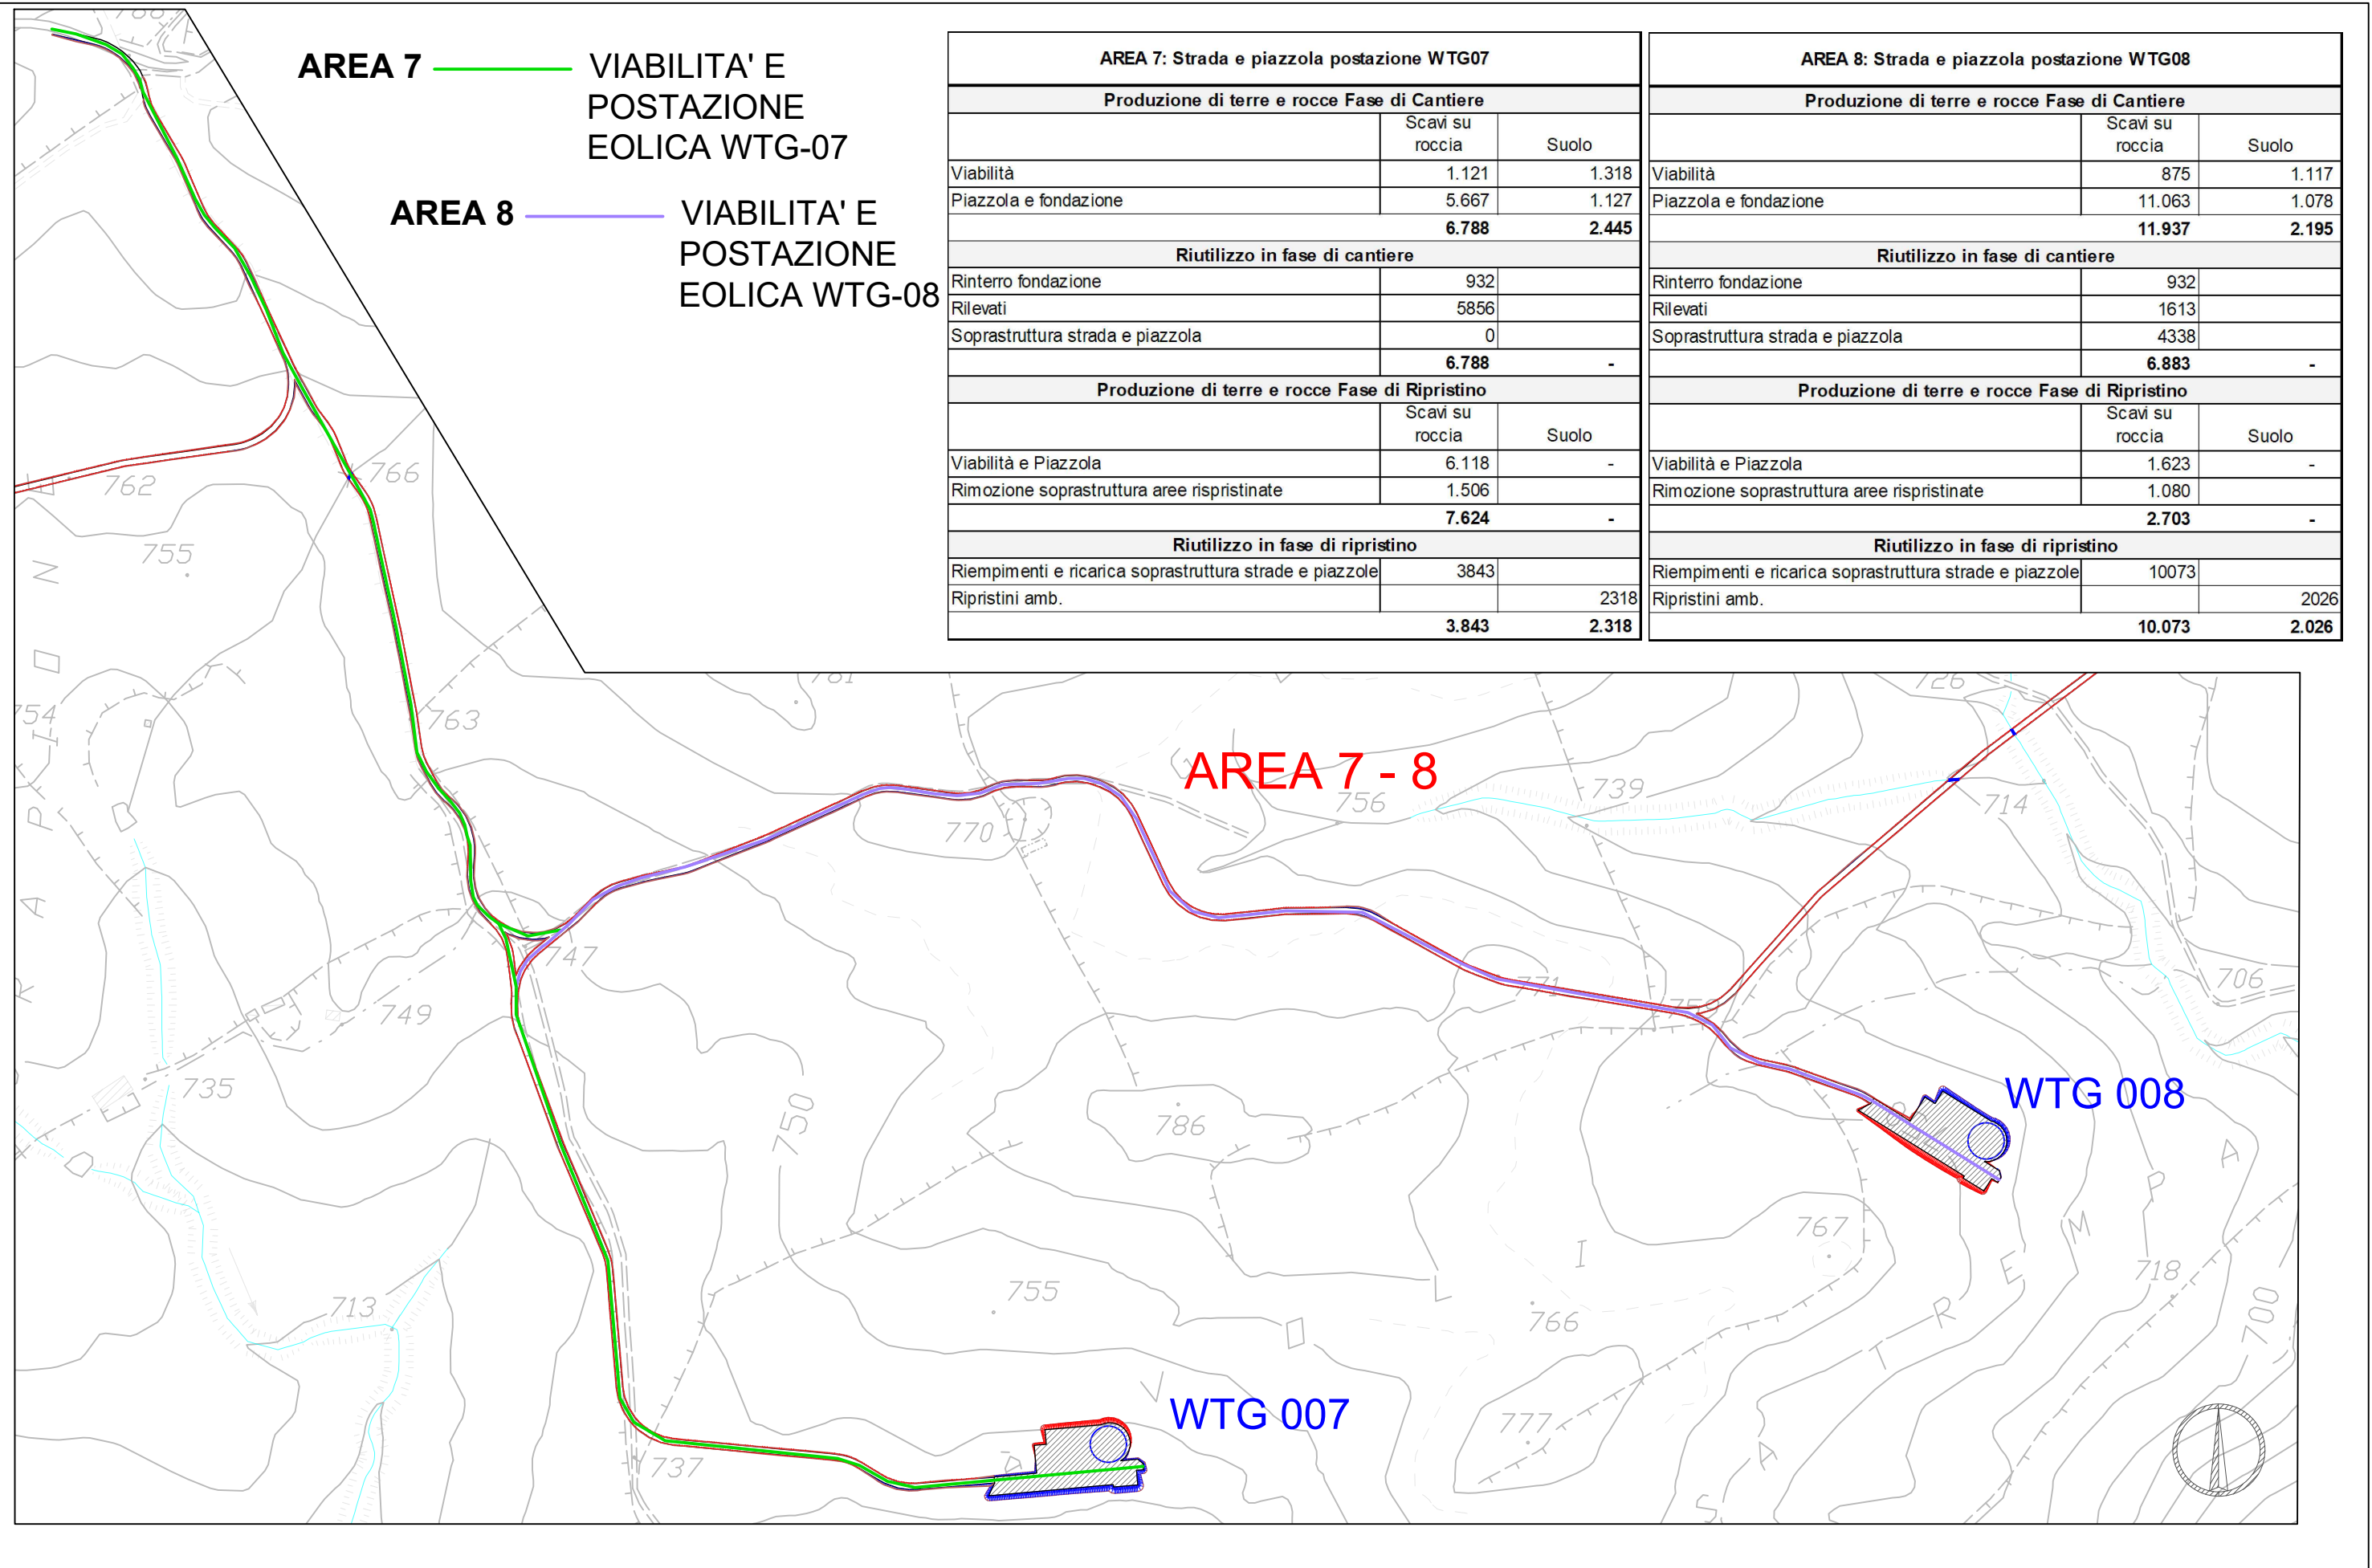 AREA 7 VIABILITA' E
POSTAZIONE
EOLICA WTG-07
AREA 8 VIABILITA' E
POSTAZIONE
EOLICA WTG-08
AREA 7: Strada e piazzola postazione WTG07
Produzione di terre e rocce Fase di Cantiere
Scavi su
roccia Suolo
Viabilità 1.121 1.318
Piazzola e fondazione 5.667 1.127
6.788 2.445
Riutilizzo in fase di cantiere
Rinterro fondazione 932
Rilevati 5856
Soprastruttura strada e piazzola 0
6.788 -
Produzione di terre e rocce Fase di Ripristino
Scavi su
roccia Suolo
Viabilità e Piazzola 6.118 -
Rimozione soprastruttura aree rispristinate 1.506
7.624 -
Riutilizzo in fase di ripristino
Riempimenti e ricarica soprastruttura strade e piazzole 3843
Ripristini amb. 2318
3.843 2.318
AREA 8: Strada e piazzola postazione WTG08
Produzione di terre e rocce Fase di Cantiere
Scavi su
roccia Suolo
Viabilità 875 1.117
Piazzola e fondazione 11.063 1.078
11.937 2.195
Riutilizzo in fase di cantiere
Rinterro fondazione 932
Rilevati 1613
Soprastruttura strada e piazzola 4338
6.883 -
Produzione di terre e rocce Fase di Ripristino
Scavi su
roccia Suolo
Viabilità e Piazzola 1.623 -
Rimozione soprastruttura aree rispristinate 1.080
2.703 -
Riutilizzo in fase di ripristino
Riempimenti e ricarica soprastruttura strade e piazzole 10073
Ripristini amb. 2026
10.073 2.026
762
766
755
763
AREA 7 - 8
756
739
714
770
747
749
771
706
735
750
786
WTG 008
767
718
700
713
755
766
WTG 007
777
737